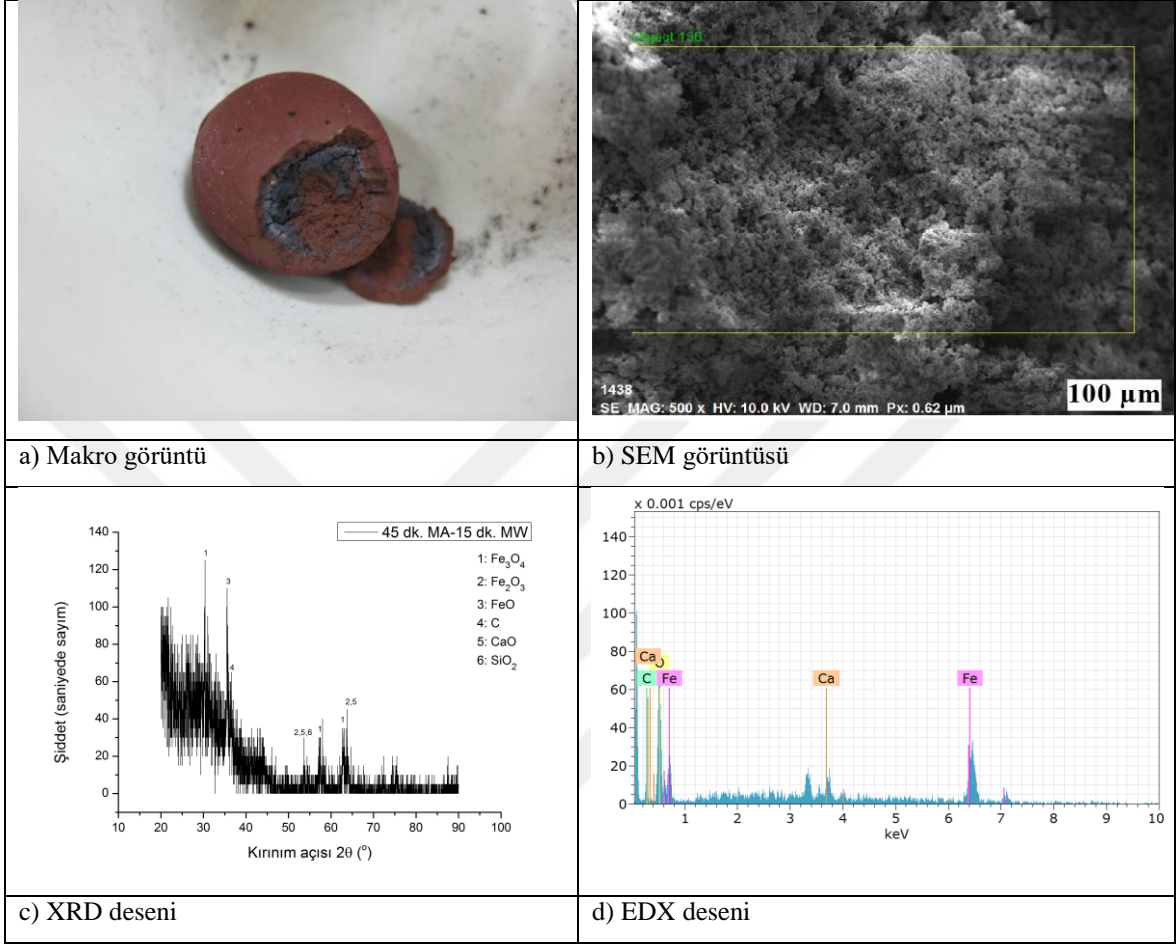 Object 150
1438
SE MAG: 500 x HV: 10.0 kV WD: 7.0 mm Px: 0.62 µm
100 µm
a) Makro görüntü
b) SEM görüntüsü
140
120
100
80
60
40
20
0
10
20
30
40
50
60
70
80
90
100
Şiddet (saniyede sayım)
Kırınım açısı 2θ (°)
45 dk. MA-15 dk. MW
1: Fe₃O₄
2: Fe₂O₃
3: FeO
4: C
5: CaO
6: SiO₂
1
3
4
2,5,6
1
1
2,5
x 0.001 cps/eV
140
120
100
80
60
40
20
0
Ca
O
C
Fe
Ca
Fe
1
2
3
4
5
6
7
8
9
10
keV
c) XRD deseni
d) EDX deseni